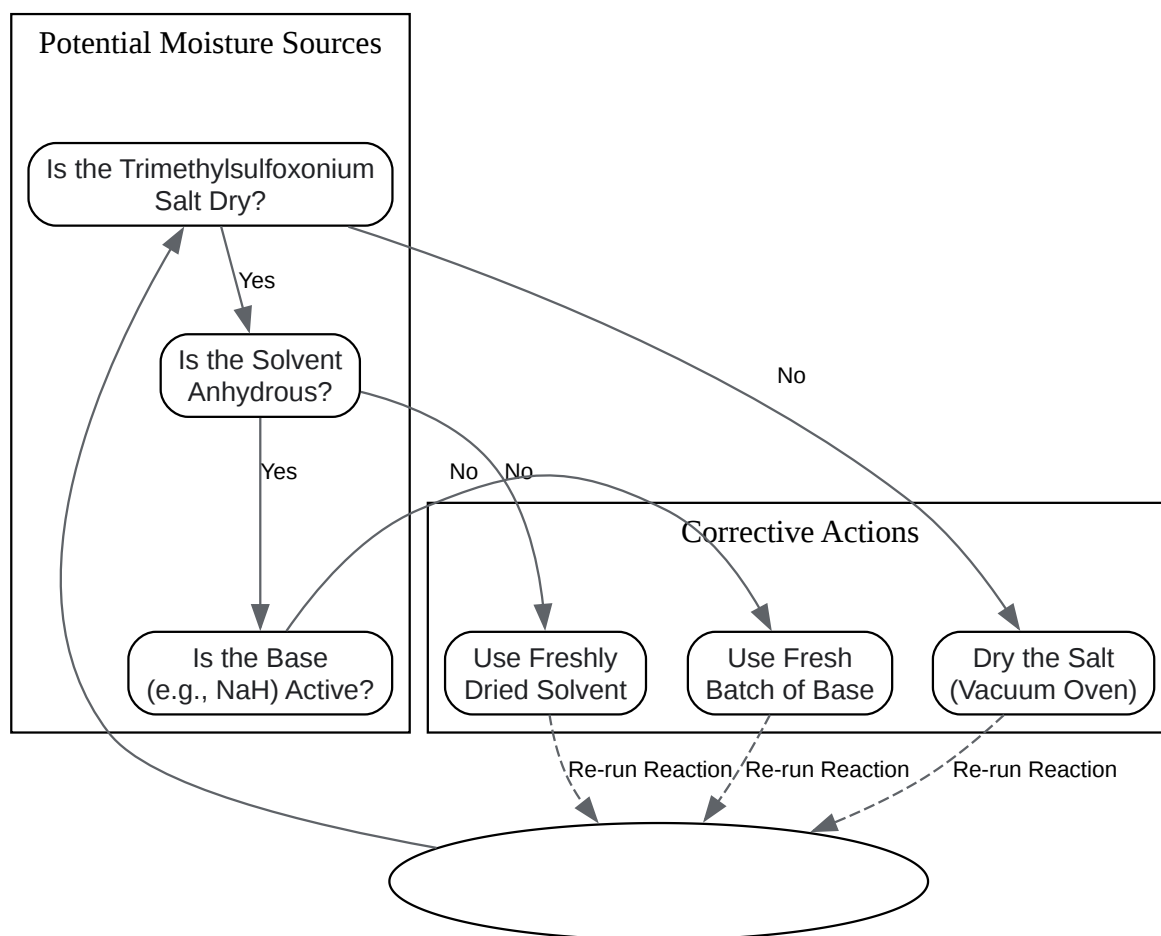 Potential Moisture Sources
Is the Trimethylsulfoxonium
Salt Dry?
Yes
Is the Solvent
Anhydrous?
No
Yes
No
No
Corrective Actions
Is the Base
(e.g., NaH) Active?
Use Freshly
Dried Solvent
Use Fresh
Batch of Base
Dry the Salt
(Vacuum Oven)
Re-run Reaction
Re-run Reaction
Re-run Reaction